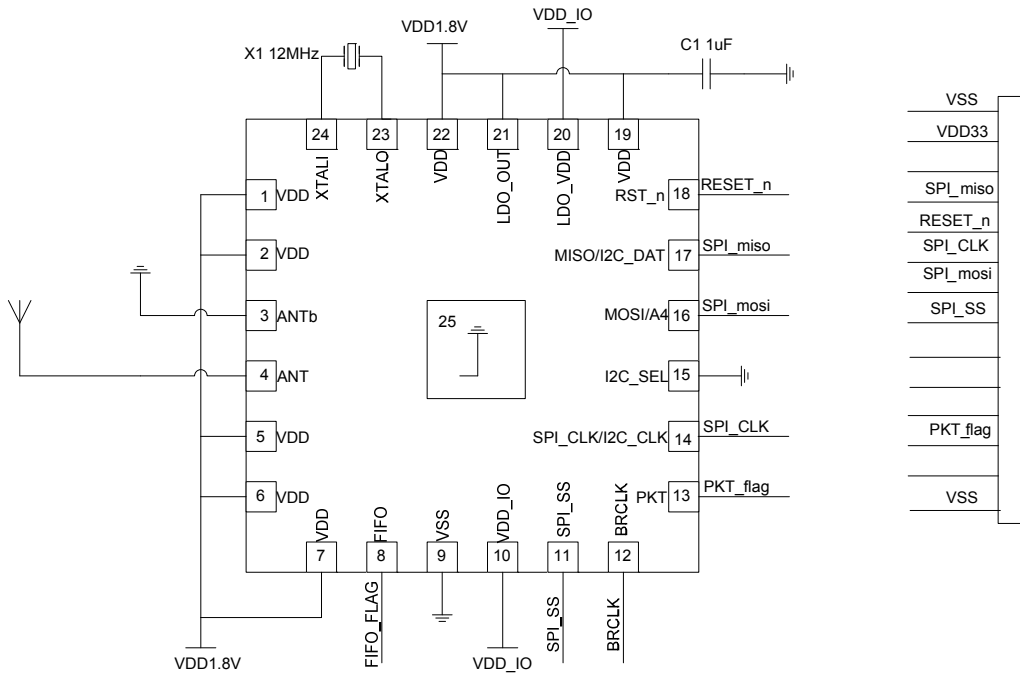 VDD_IO
VDD1.8V
X1 12MHz
C1 1uF
24
23
22
21
20
19
XTALI
XTALO
VDD
LDO_OUT
LDO_VDD
VDD
1 VDD
2 VDD
3 ANTb
4 ANT
5 VDD
6 VDD
25
RST_n 18 RESET_n
MISO/I2C_DAT 17 SPI_miso
MOSI/A4 16 SPI_mosi
I2C_SEL 15
SPI_CLK/I2C_CLK 14 SPI_CLK
PKT 13 PKT_flag
VDD
FIFO
VSS
VDD_IO
SPI_SS
BRCLK
7
8
9
10
11
12
FIFO_FLAG
SPI_SS
BRCLK
VDD1.8V
VDD_IO
VSS
VDD33
SPI_miso
RESET_n
SPI_CLK
SPI_mosi
SPI_SS
PKT_flag
VSS